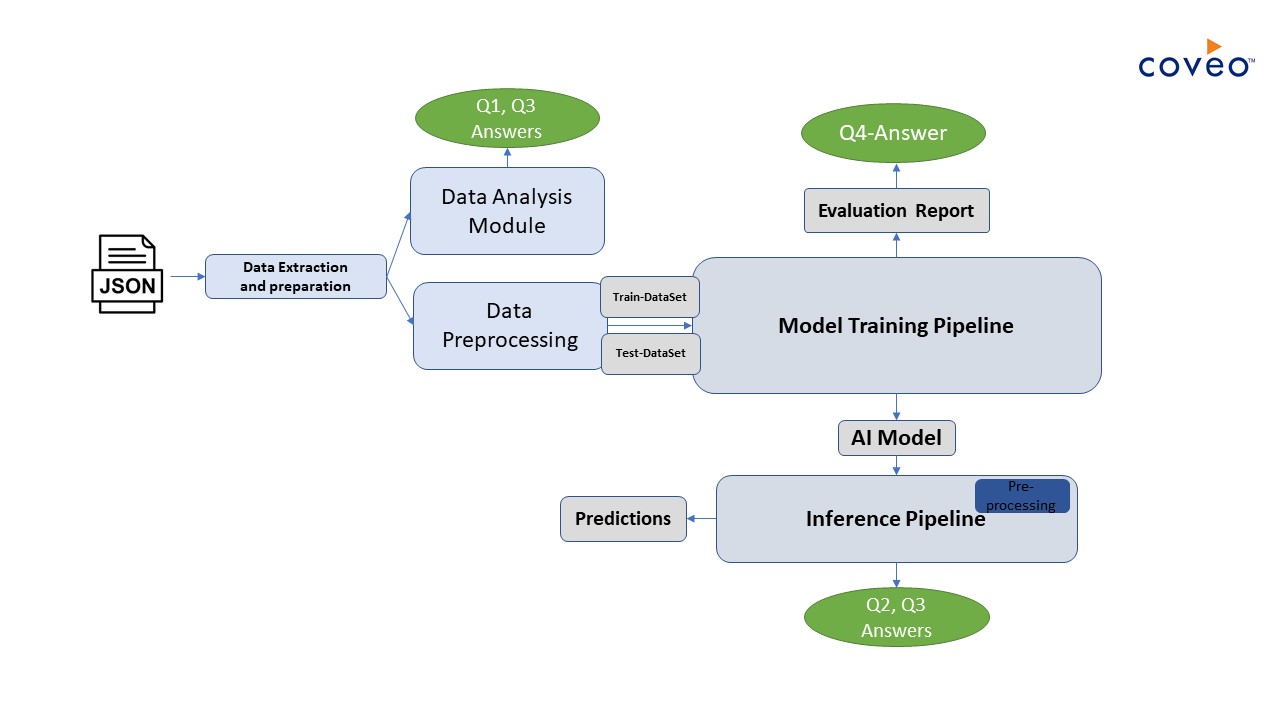 coveo™
Q1, Q3
Answers
Q4-Answer
Data Analysis
Module
Evaluation Report
JSON
Data Extraction
and preparation
Data
Preprocessing
Train-DataSet
Test-DataSet
Model Training Pipeline
AI Model
Pre-
processing
Inference Pipeline
Predictions
Q2, Q3
Answers